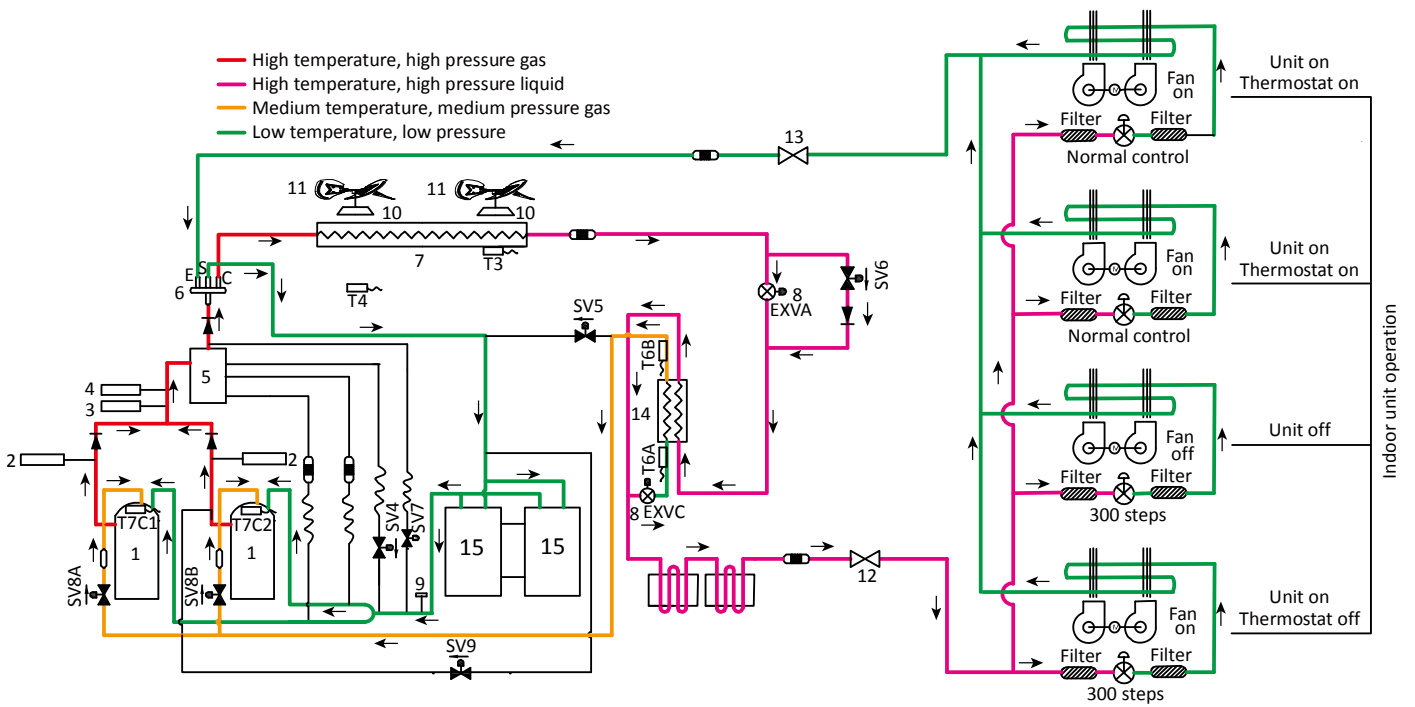 High temperature, high pressure gas
High temperature, high pressure liquid
Medium temperature, medium pressure gas
Low temperature, low pressure
13
11
11
10
10
7
T3
T4
E
S
C
6
5
4
3
2
2
T7C1
T7C2
1
1
SV8A
SV8B
SV4
SV7
9
SV9
15
15
SV5
T6B
14
T6A
8
EXVC
8
EXVA
SV6
12
Fan
on
Filter
Filter
Normal control
Unit on
Thermostat on
Fan
on
Filter
Filter
Normal control
Unit on
Thermostat on
Fan
off
Filter
Filter
300 steps
Unit off
Fan
on
Filter
Filter
300 steps
Unit on
Thermostat off
Indoor unit operation